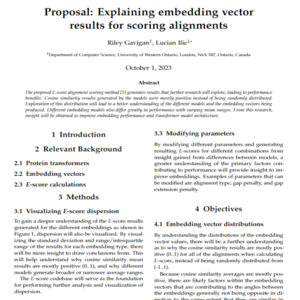 Proposal: Explaining embedding vector
results for scoring alignments
Riley Gavigan¹, Lucian Ilie¹⁺
¹Department of Computer Science, University of Western Ontario, London, N6A 5B7, Ontario, Canada
October 1, 2023
Abstract
The proposed E-score alignment scoring method [1] generates results that further research will explore, leading to performance
benefits. Cosine similarity results generated by the models were mostly positive instead of being randomly distributed.
Exploration of this distribution will lead to a better understanding of the different models and the embedding vectors being
produced. Different embedding models also differ greatly in performance with varying mean ranges. From this research,
insight will be obtained to improve embedding performance and transformer model architecture.
1 Introduction
2 Relevant Background
2.1 Protein transformers
2.2 Embedding vectors
2.3 E-score calculations
3 Methods
3.1 Visualizing E-score dispersion
To gain a deeper understanding of the E-score results
generated for the different embeddings as shown in
Figure 1, dispersion will also be visualized. By visual-
izing the standard deviation and range/interquartile
range of the results for each embedding type, there
will be more insight to draw conclusions from. This
will help understand why cosine similarity mean
results are mostly positive (0..1), and why different
models generate broader or narrower average ranges.
The E-score codebase will serve as the foundation
for performing further analysis and visualization of
dispersion.
3.3 Modifying parameters
By modifying different parameters and generating
resulting E-scores for different combinations from
insight gained from differences between models, a
greater understanding of the primary factors con-
tributing to performance will provide insight to im-
prove embeddings. Examples of parameters that can
be modified are alignment type, gap penalty, and gap
extension penalty.
4 Objectives
4.1 Embedding vector distributions
By understanding the distributions of the embedding
vector values, there will be a further understanding
as to why the cosine similarity results are mostly pos-
itive (0..1) for all of the alignments when calculating
E-score, instead of being randomly distributed from
(-1..1).
Because cosine similarity averages are mostly pos-
itive, there are likely factors within the embedding
vectors that are contributing to angles between
the embeddings generally not being opposite in di-